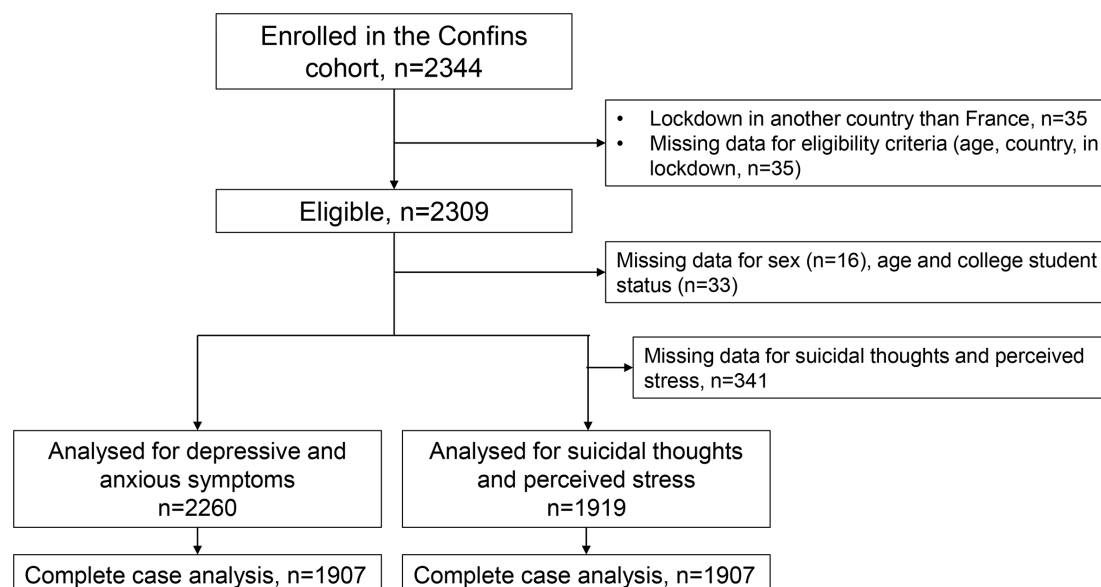 Enrolled in the Confins
cohort, n=2344
• Lockdown in another country than France, n=35
• Missing data for eligibility criteria (age, country, in
lockdown, n=35)
Eligible, n=2309
Missing data for sex (n=16), age and college student
status (n=33)
Missing data for suicidal thoughts and perceived
stress, n=341
Analysed for depressive and
anxious symptoms
n=2260
Analysed for suicidal thoughts
and perceived stress
n=1919
Complete case analysis, n=1907
Complete case analysis, n=1907